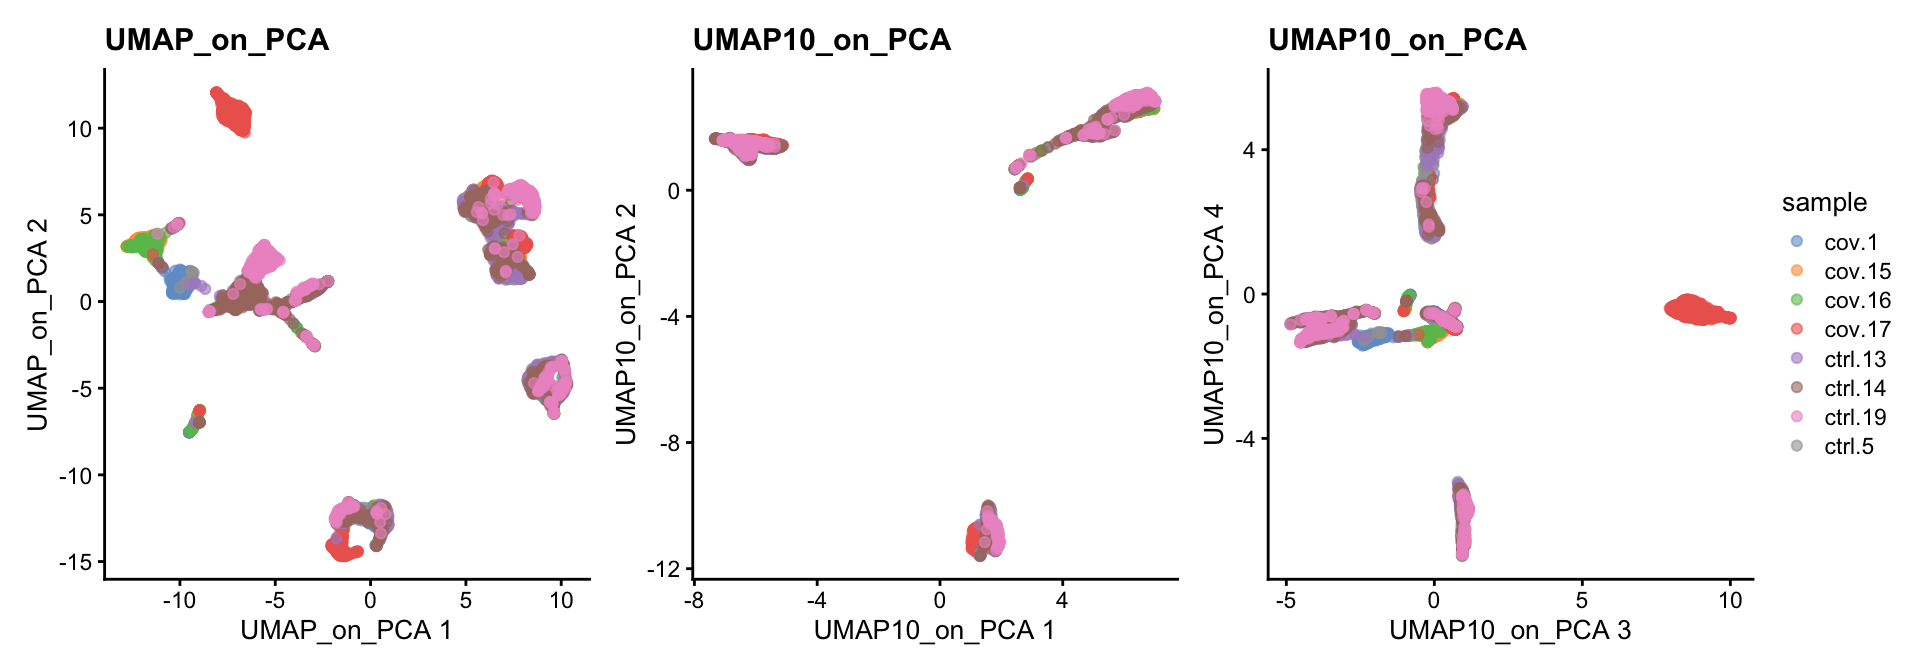 UMAP_on_PCA
UMAP_on_PCA 2
10
5
0
-5
-10
-15
-10
-5
0
5
10
UMAP_on_PCA 1
UMAP10_on_PCA
UMAP10_on_PCA 2
0
-4
-8
-12
-8
-4
0
4
UMAP10_on_PCA 1
UMAP10_on_PCA
UMAP10_on_PCA 4
4
0
-4
-5
0
5
10
UMAP10_on_PCA 3
sample
cov.1
cov.15
cov.16
cov.17
ctrl.13
ctrl.14
ctrl.19
ctrl.5